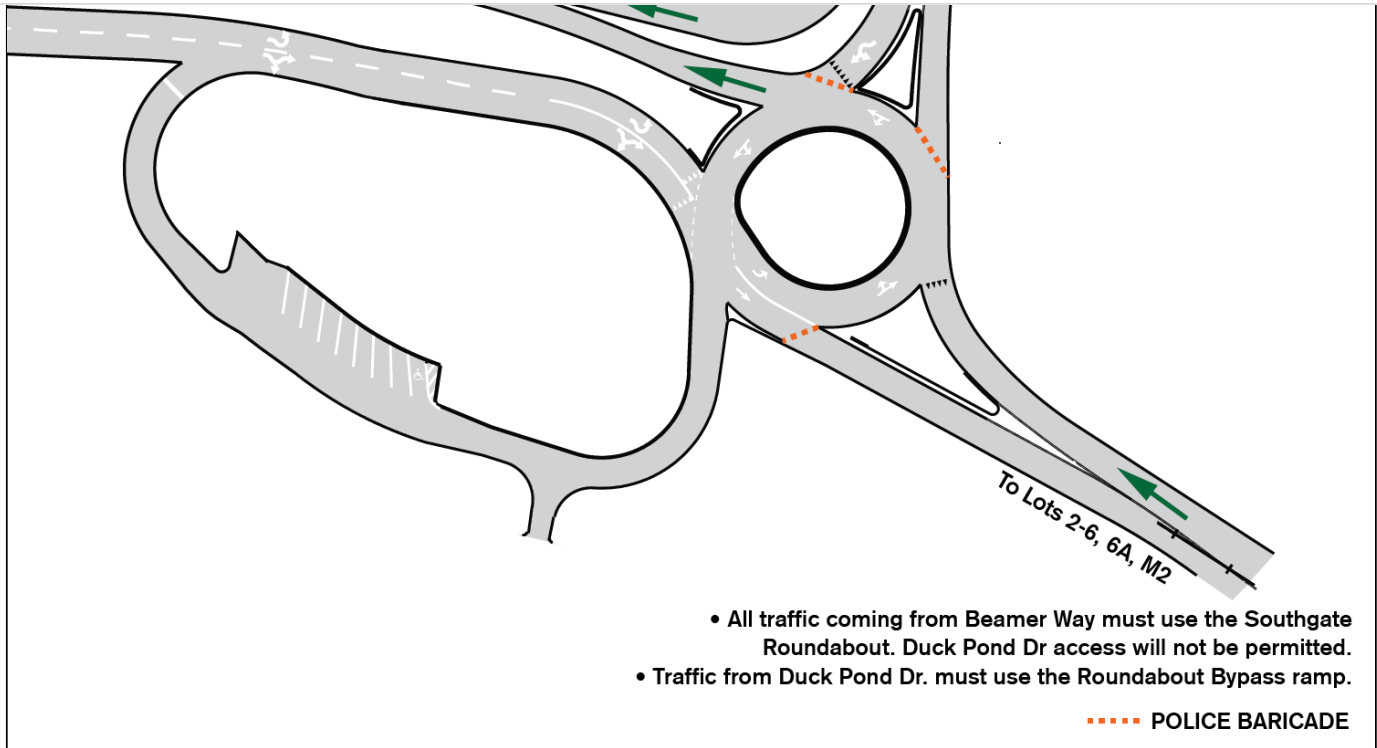 To Lots 2-6, 6A, M2
• All traffic coming from Beamer Way must use the Southgate
Roundabout. Duck Pond Dr access will not be permitted.
• Traffic from Duck Pond Dr. must use the Roundabout Bypass ramp.
POLICE BARICADE